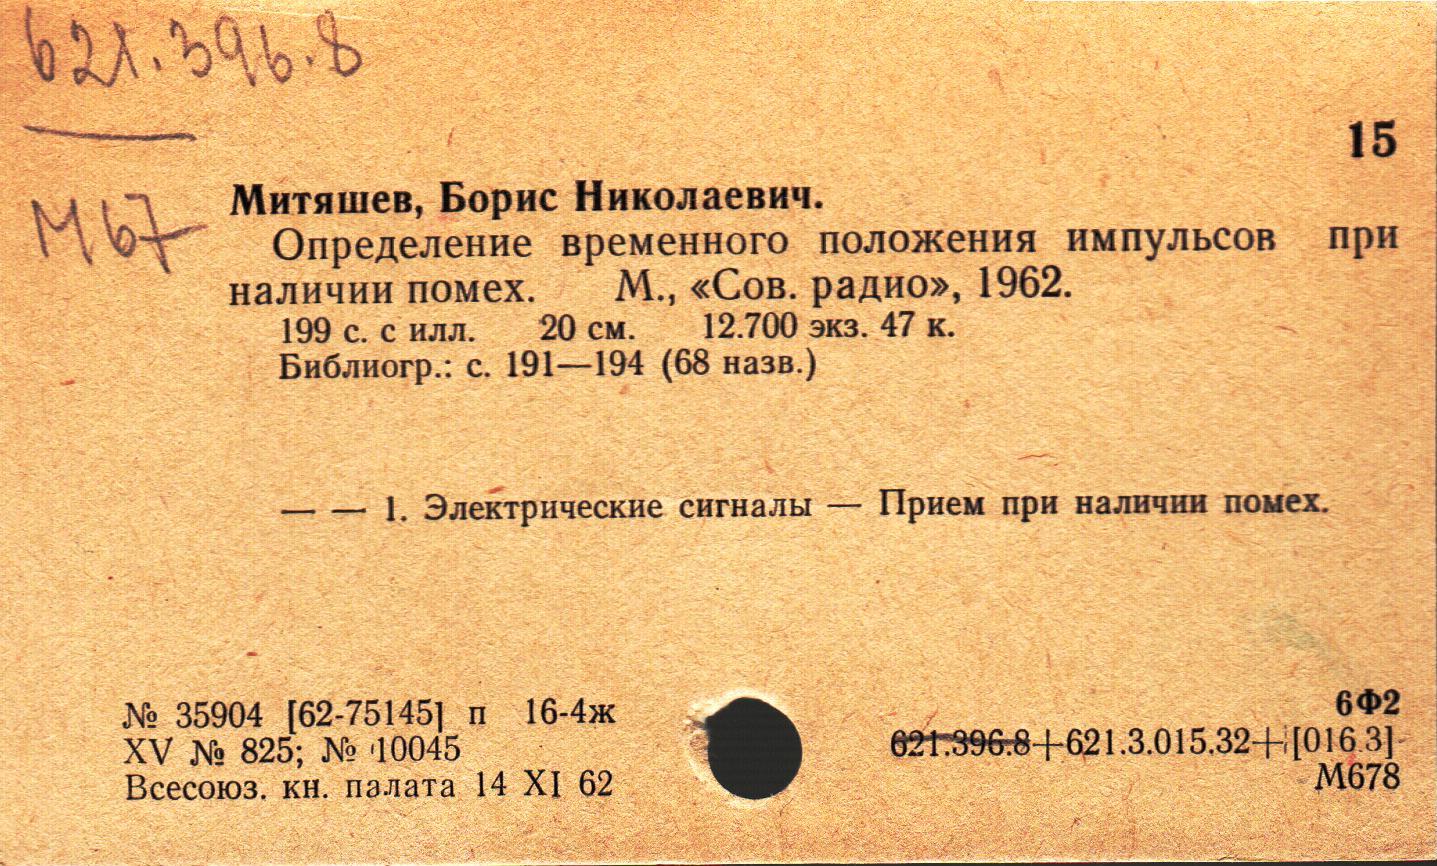 621.396.8
15
М67
Митяшев, Борис Николаевич.
Определение временного положения импульсов при
наличии помех. М., «Сов. радио», 1962.
199 с. с илл. 20 см. 12.700 экз. 47 к.
Библиогр.: с. 191—194 (68 назв.)
— — 1. Электрические сигналы — Прием при наличии помех.
№ 35904 [62-75145] п 16-4ж
XV № 825; № 10045
Всесоюз. кн. палата 14 XI 62
6Ф2
621.396.8+621.3.015.32+[016.3]
М678